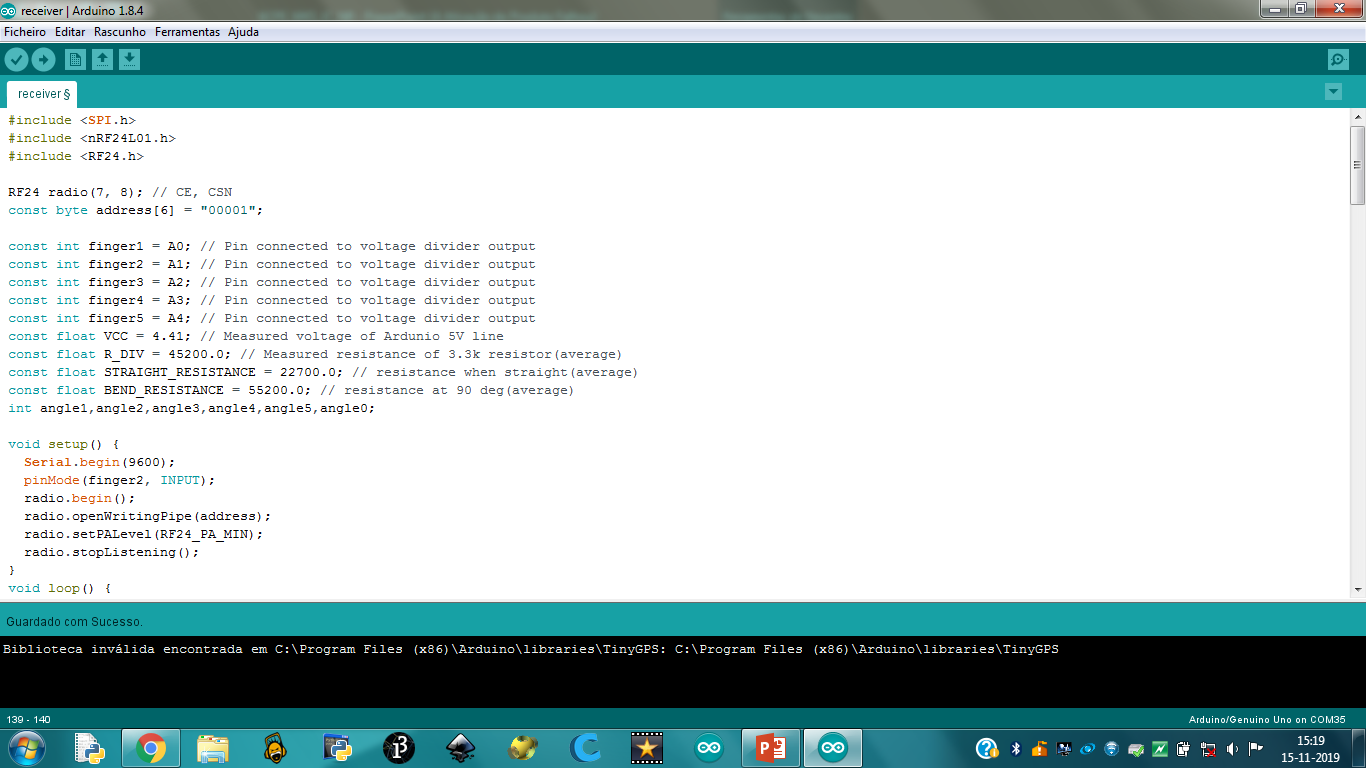 receiver | Arduino 1.8.4
Ficheiro Editar Rascunho Ferramentas Ajuda
receiver §
#include <SPI.h>
#include <nRF24L01.h>
#include <RF24.h>
RF24 radio(7, 8); // CE, CSN
const byte address[6] = "00001";
const int finger1 = A0; // Pin connected to voltage divider output
const int finger2 = A1; // Pin connected to voltage divider output
const int finger3 = A2; // Pin connected to voltage divider output
const int finger4 = A3; // Pin connected to voltage divider output
const int finger5 = A4; // Pin connected to voltage divider output
const float VCC = 4.41; // Measured voltage of Ardunio 5V line
const float R_DIV = 45200.0; // Measured resistance of 3.3k resistor(average)
const float STRAIGHT_RESISTANCE = 22700.0; // resistance when straight(average)
const float BEND_RESISTANCE = 55200.0; // resistance at 90 deg(average)
int angle1,angle2,angle3,angle4,angle5,angle0;
void setup() {
Serial.begin(9600);
pinMode(finger2, INPUT);
radio.begin();
radio.openWritingPipe(address);
radio.setPALevel(RF24_PA_MIN);
radio.stopListening();
}
void loop() {
Guardado com Sucesso.
Biblioteca inválida encontrada em C:\Program Files (x86)\Arduino\libraries\TinyGPS: C:\Program Files (x86)\Arduino\libraries\TinyGPS
139 - 140
Arduino/Genuino Uno on COM35
15:19
15-11-2019